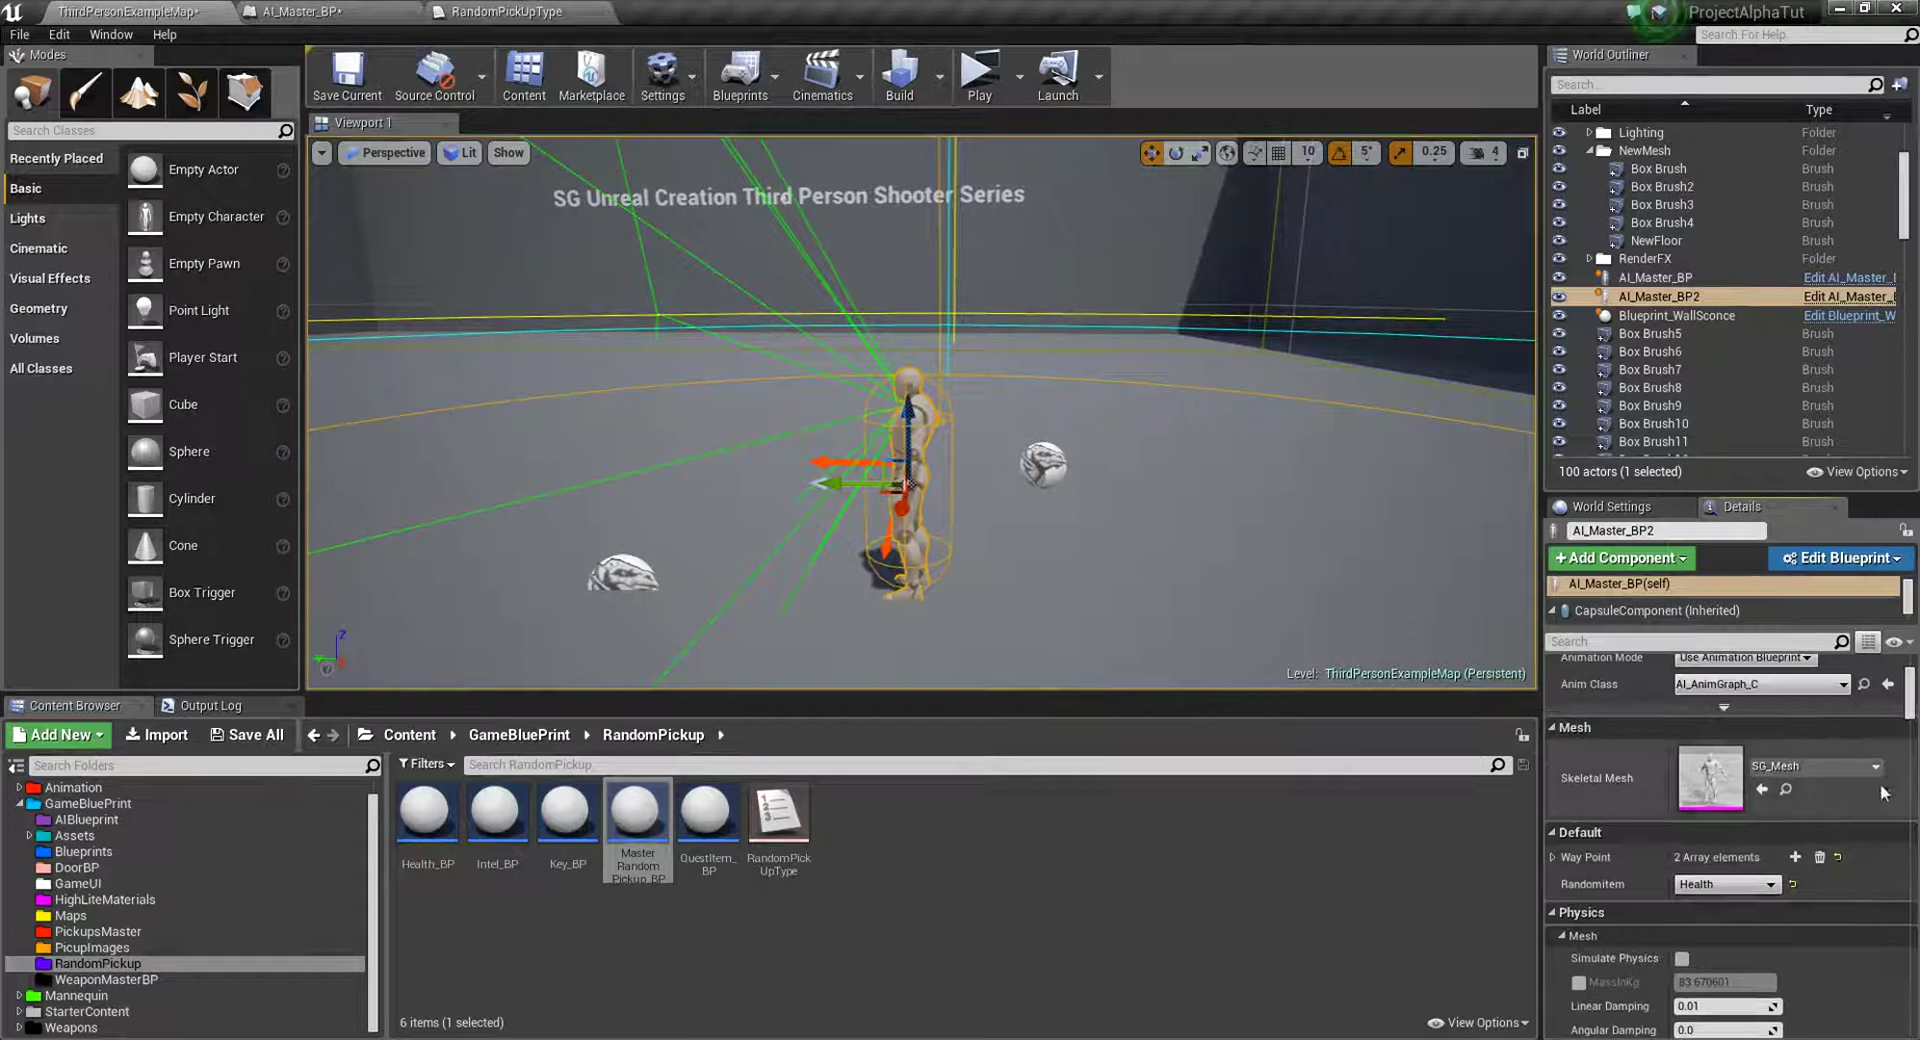 ThirdPersonExampleMap*
AI_Master_BP*
RandomPickUpType
ProjectAlphaTut
File Edit Window Help
Search For Help
Modes
Search Classes
Recently Placed
Basic
Lights
Cinematic
Visual Effects
Geometry
Volumes
All Classes
Empty Actor
Empty Character
Empty Pawn
Point Light
Player Start
Cube
Sphere
Cylinder
Cone
Box Trigger
Sphere Trigger
Save Current
Source Control
Content
Marketplace
Settings
Blueprints
Cinematics
Build
Play
Launch
Viewport 1
Perspective
Lit
Show
10
5°
0.25
4
SG Unreal Creation Third Person Shooter Series
Level: ThirdPersonExampleMap (Persistent)
World Outliner
Search...
Label Type
Lighting Folder
NewMesh Folder
Box Brush Brush
Box Brush2 Brush
Box Brush3 Brush
Box Brush4 Brush
NewFloor Brush
RenderFX Folder
AI_Master_BP Edit AI_Master_
AI_Master_BP2 Edit AI_Master_
Blueprint_WallSconce Edit Blueprint_W
Box Brush5 Brush
Box Brush6 Brush
Box Brush7 Brush
Box Brush8 Brush
Box Brush9 Brush
Box Brush10 Brush
Box Brush11 Brush
100 actors (1 selected)
View Options
World Settings
Details
AI_Master_BP2
+Add Component
Edit Blueprint
AI_Master_BP(self)
CapsuleComponent (Inherited)
Search
Animation Mode Use Animation Blueprint
Anim Class AI_AnimGraph_C
Mesh
Skeletal Mesh SG_Mesh
Default
Way Point 2 Array elements
RandomItem Health
Physics
Mesh
Simulate Physics
MassInKg 83.670601
Linear Damping 0.01
Angular Damping 0.0
Content Browser
Output Log
Add New
Import
Save All
Content
GameBluePrint
RandomPickup
Search Folders
Filters
Search RandomPickup
Animation
GameBluePrint
AIBlueprint
Assets
Blueprints
DoorBP
GameUI
HighLiteMaterials
Maps
PickupsMaster
PicupImages
RandomPickup
WeaponMasterBP
Mannequin
StarterContent
Weapons
Health_BP
Intel_BP
Key_BP
Master
Random
Pickup_BP
QuestItem_
BP
RandomPick
UpType
6 items (1 selected)
View Options